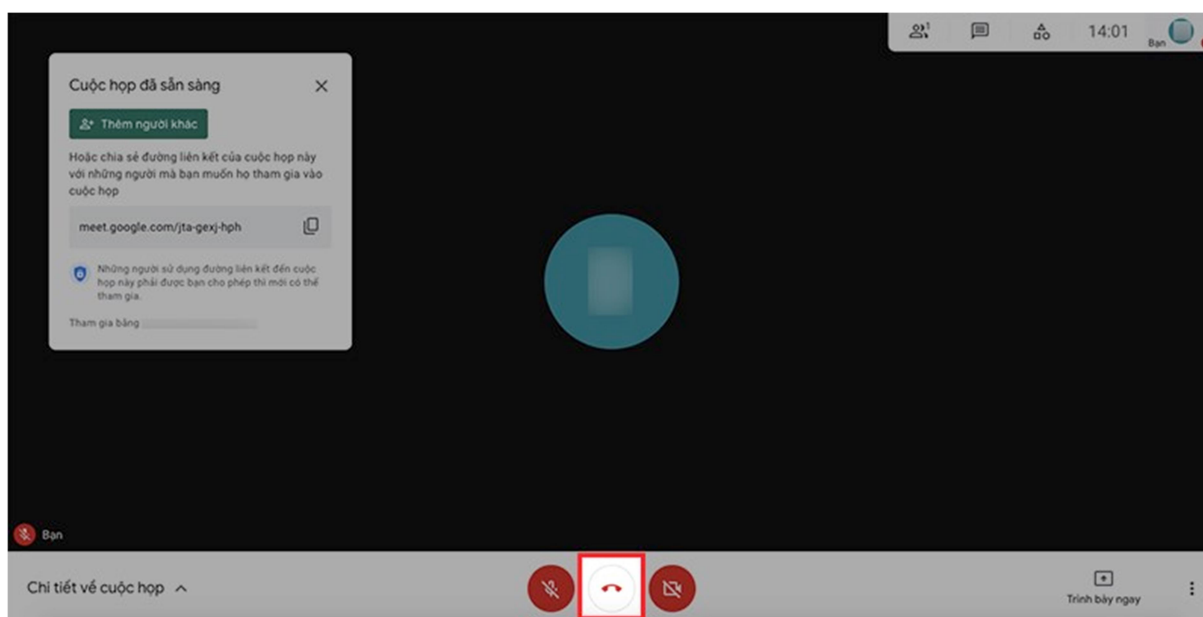 14:01
Bạn
Cuộc họp đã sẵn sàng
Thêm người khác
Hoặc chia sẻ đường liên kết của cuộc họp này
với những người mà bạn muốn họ tham gia vào
cuộc họp
meet.google.com/jta-gexj-hph
Những người sử dụng đường liên kết đến cuộc
họp này phải được bạn cho phép thì mới có thể
tham gia.
Tham gia bằng
Bạn
Chi tiết về cuộc họp
Trình bày ngay